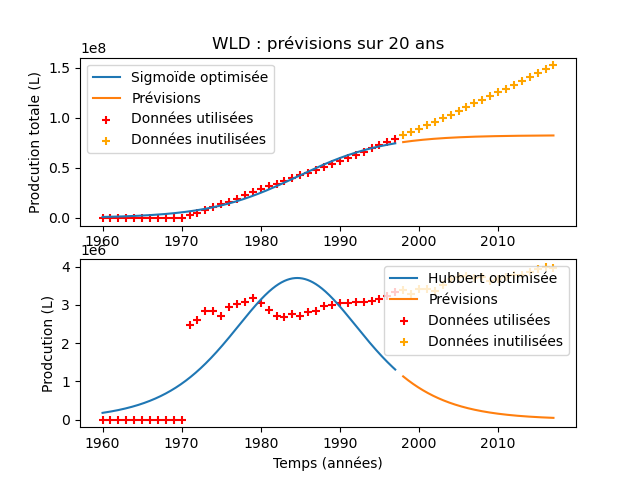 WLD : prévisions sur 20 ans
1e8
Prodcution totale (L)
1.5
1.0
0.5
0.0
Sigmoïde optimisée
Prévisions
Données utilisées
Données inutilisées
1960 1970 1980 1990 2000 2010
1e6
Prodcution (L)
4
3
2
1
0
Hubbert optimisée
Prévisions
Données utilisées
Données inutilisées
1960 1970 1980 1990 2000 2010
Temps (années)